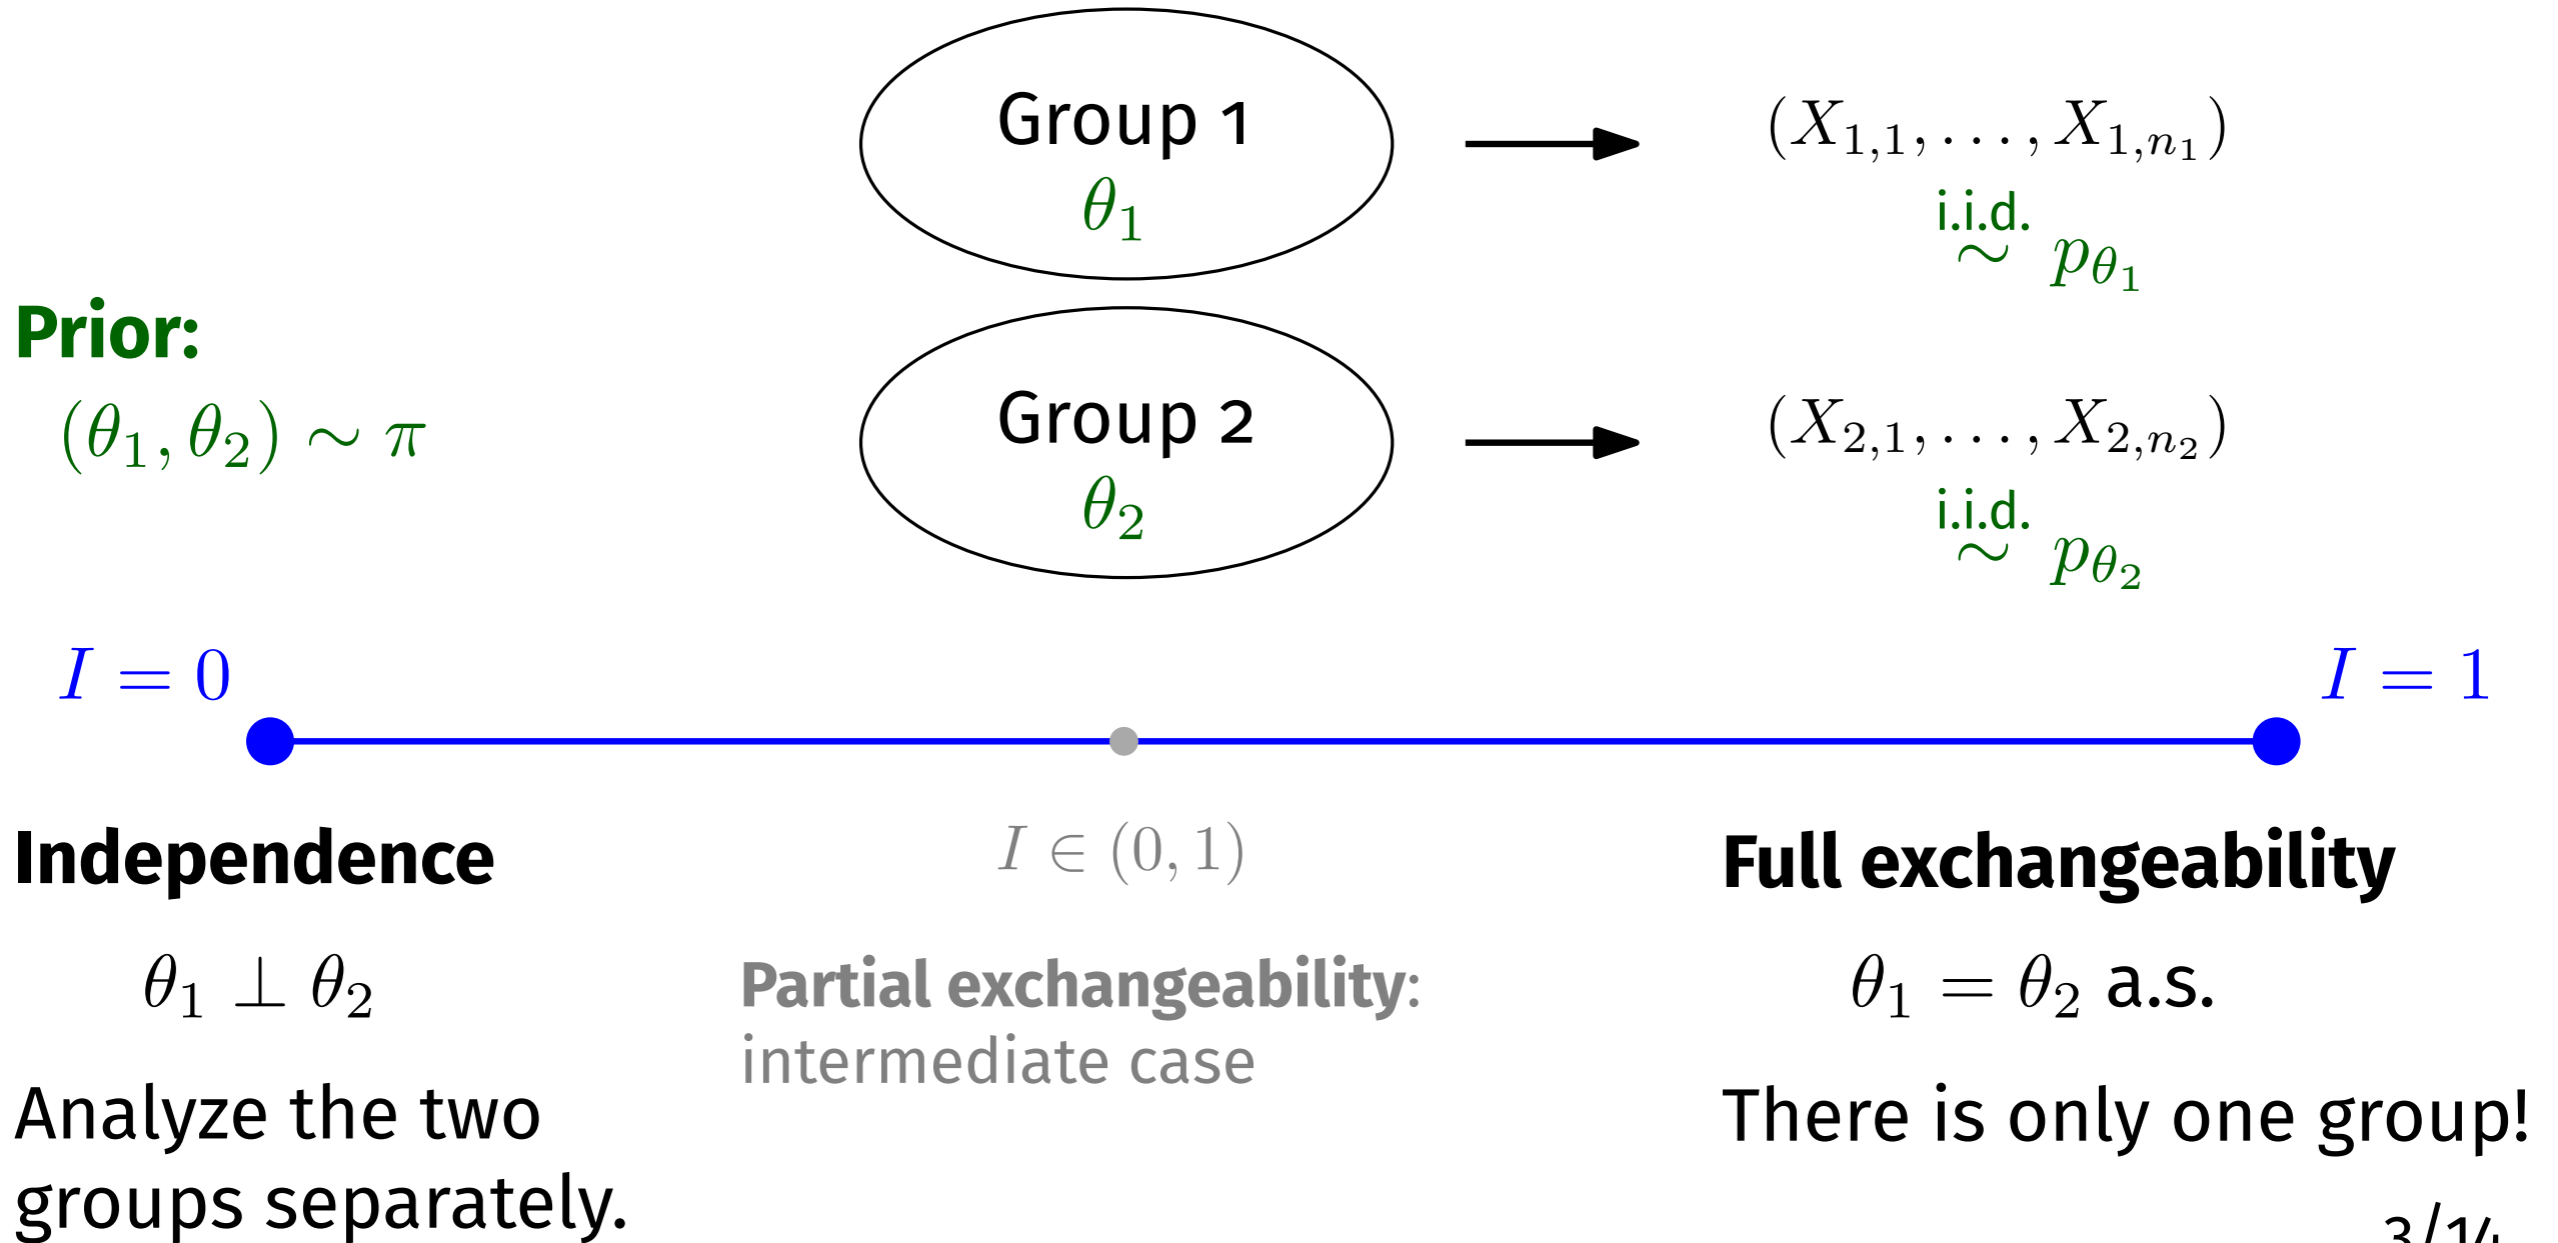 Group 1
θ₁
(X₁,₁, . . . , X₁,ₙ₁)
i.i.d.
∼ p_θ₁
Prior:
(θ₁, θ₂) ∼ π
Group 2
θ₂
(X₂,₁, . . . , X₂,ₙ₂)
i.i.d.
∼ p_θ₂
I = 0
I = 1
I ∈ (0, 1)
Independence
θ₁ ⊥ θ₂
Analyze the two
groups separately.
Partial exchangeability:
intermediate case
Full exchangeability
θ₁ = θ₂ a.s.
There is only one group!
3/14